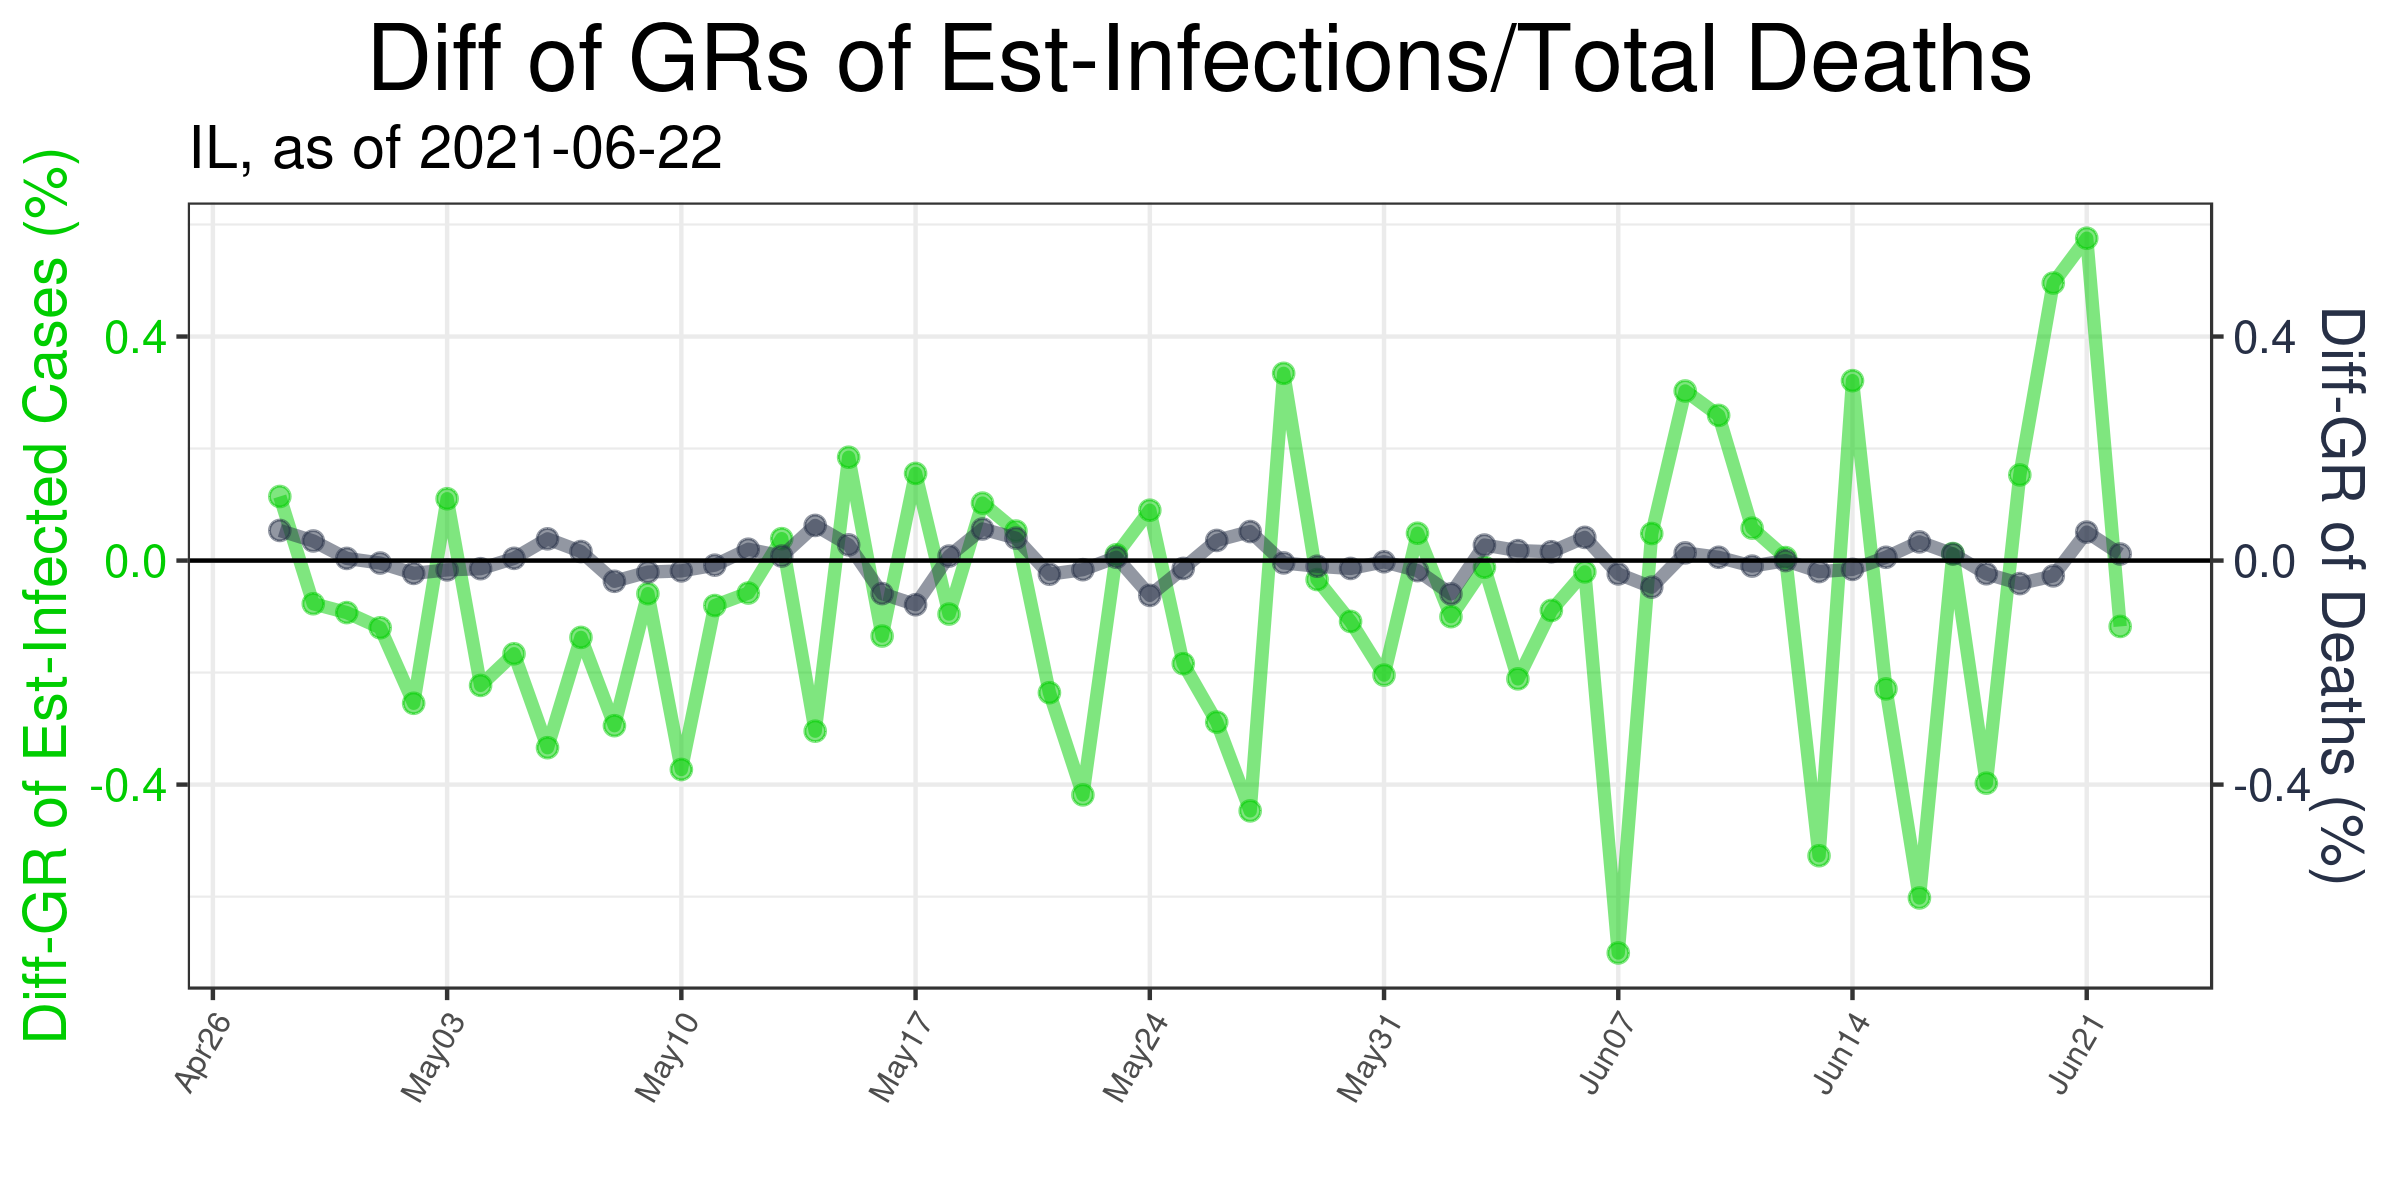 Diff of GRs of Est-Infections/Total Deaths
IL, as of 2021-06-22
Diff-GR of Est-Infected Cases (%)
0.4
0.0
-0.4
0.4
0.0
-0.4
Diff-GR of Deaths (%)
Apr26
May03
May10
May17
May24
May31
Jun07
Jun14
Jun21